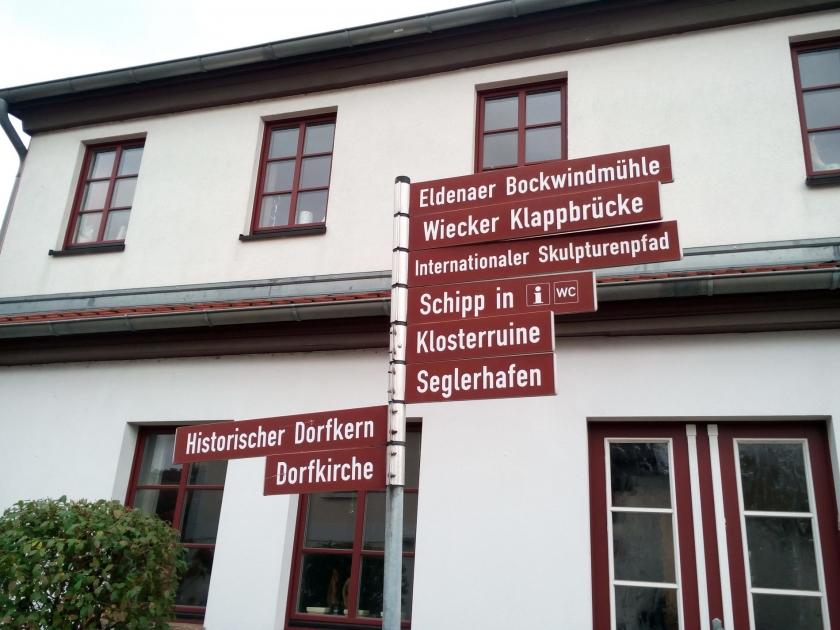 Eldenaer Bockwindmühle
Wiecker Klappbrücke
Internationaler Skulpturenpfad
Schipp in i WC
Klosterruine
Seglerhafen
Historischer Dorfkern
Dorfkirche